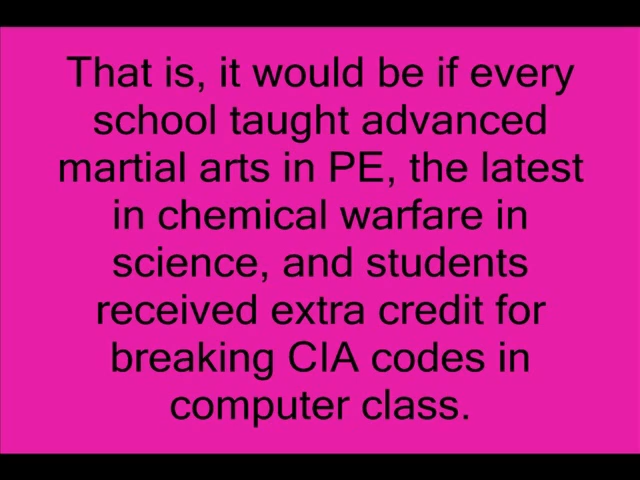 That is, it would be if every
school taught advanced
martial arts in PE, the latest
in chemical warfare in
science, and students
received extra credit for
breaking CIA codes in
computer class.